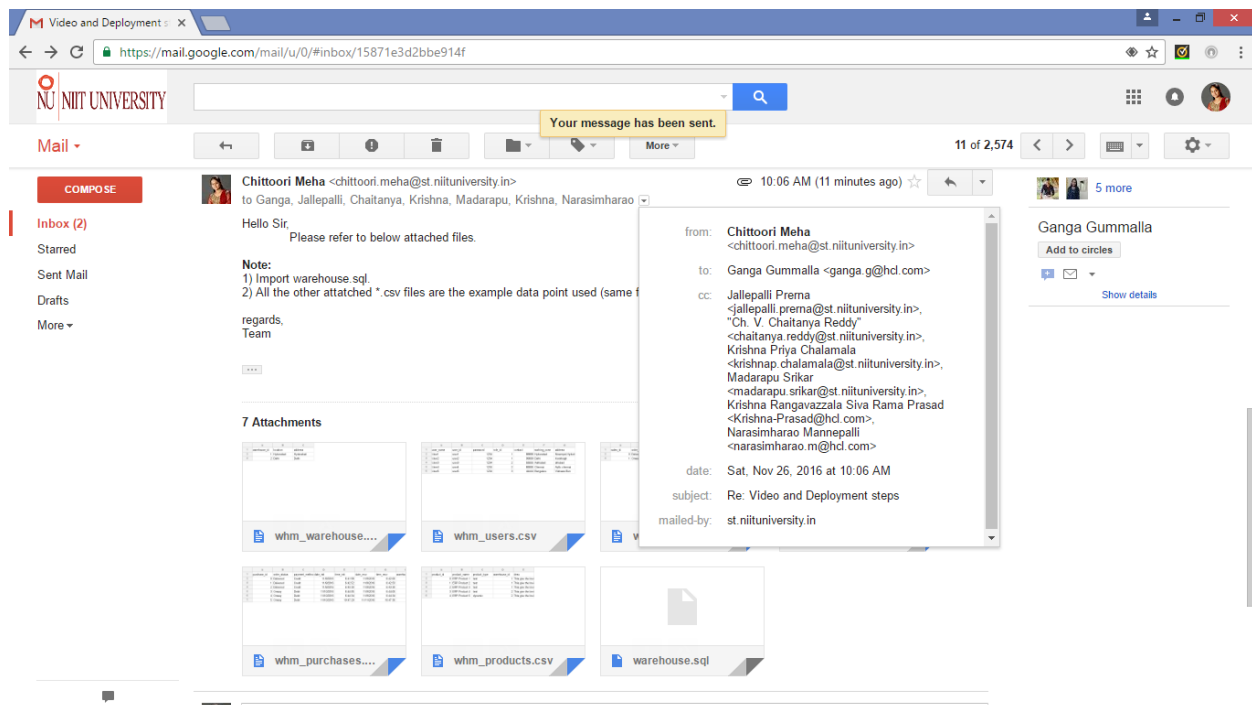 Video and Deployment s
https://mail.google.com/mail/u/0/#inbox/15871e3d2bbe914f
NU NIIT UNIVERSITY
Your message has been sent.
Mail
More
11 of 2,574
COMPOSE
Inbox (2)
Starred
Sent Mail
Drafts
More
Chittoori Meha <chittoori.meha@st.niituniversity.in>
10:06 AM (11 minutes ago)
to Ganga, Jallepalli, Chaitanya, Krishna, Madarapu, Krishna, Narasimharao
Hello Sir,
Please refer to below attached files.
Note:
1) Import warehouse.sql.
2) All the other attatched *.csv files are the example data point used (same f
regards,
Team
7 Attachments
whm_warehouse....
whm_users.csv
w
whm_purchases....
whm_products.csv
warehouse.sql
from: Chittoori Meha
<chittoori.meha@st.niituniversity.in>
to: Ganga Gummalla <ganga.g@hcl.com>
cc: Jallepalli Prerna
<jallepalli.prerna@st.niituniversity.in>,
"Ch. V. Chaitanya Reddy"
<chaitanya.reddy@st.niituniversity.in>,
Krishna Priya Chalamala
<krishnap.chalamala@st.niituniversity.in>,
Madarapu Srikar
<madarapu.srikar@st.niituniversity.in>,
Krishna Rangavazzala Siva Rama Prasad
<Krishna-Prasad@hcl.com>,
Narasimharao Mannepalli
<narasimharao.m@hcl.com>
date: Sat, Nov 26, 2016 at 10:06 AM
subject: Re: Video and Deployment steps
mailed-by: st.niituniversity.in
5 more
Ganga Gummalla
Add to circles
Show details